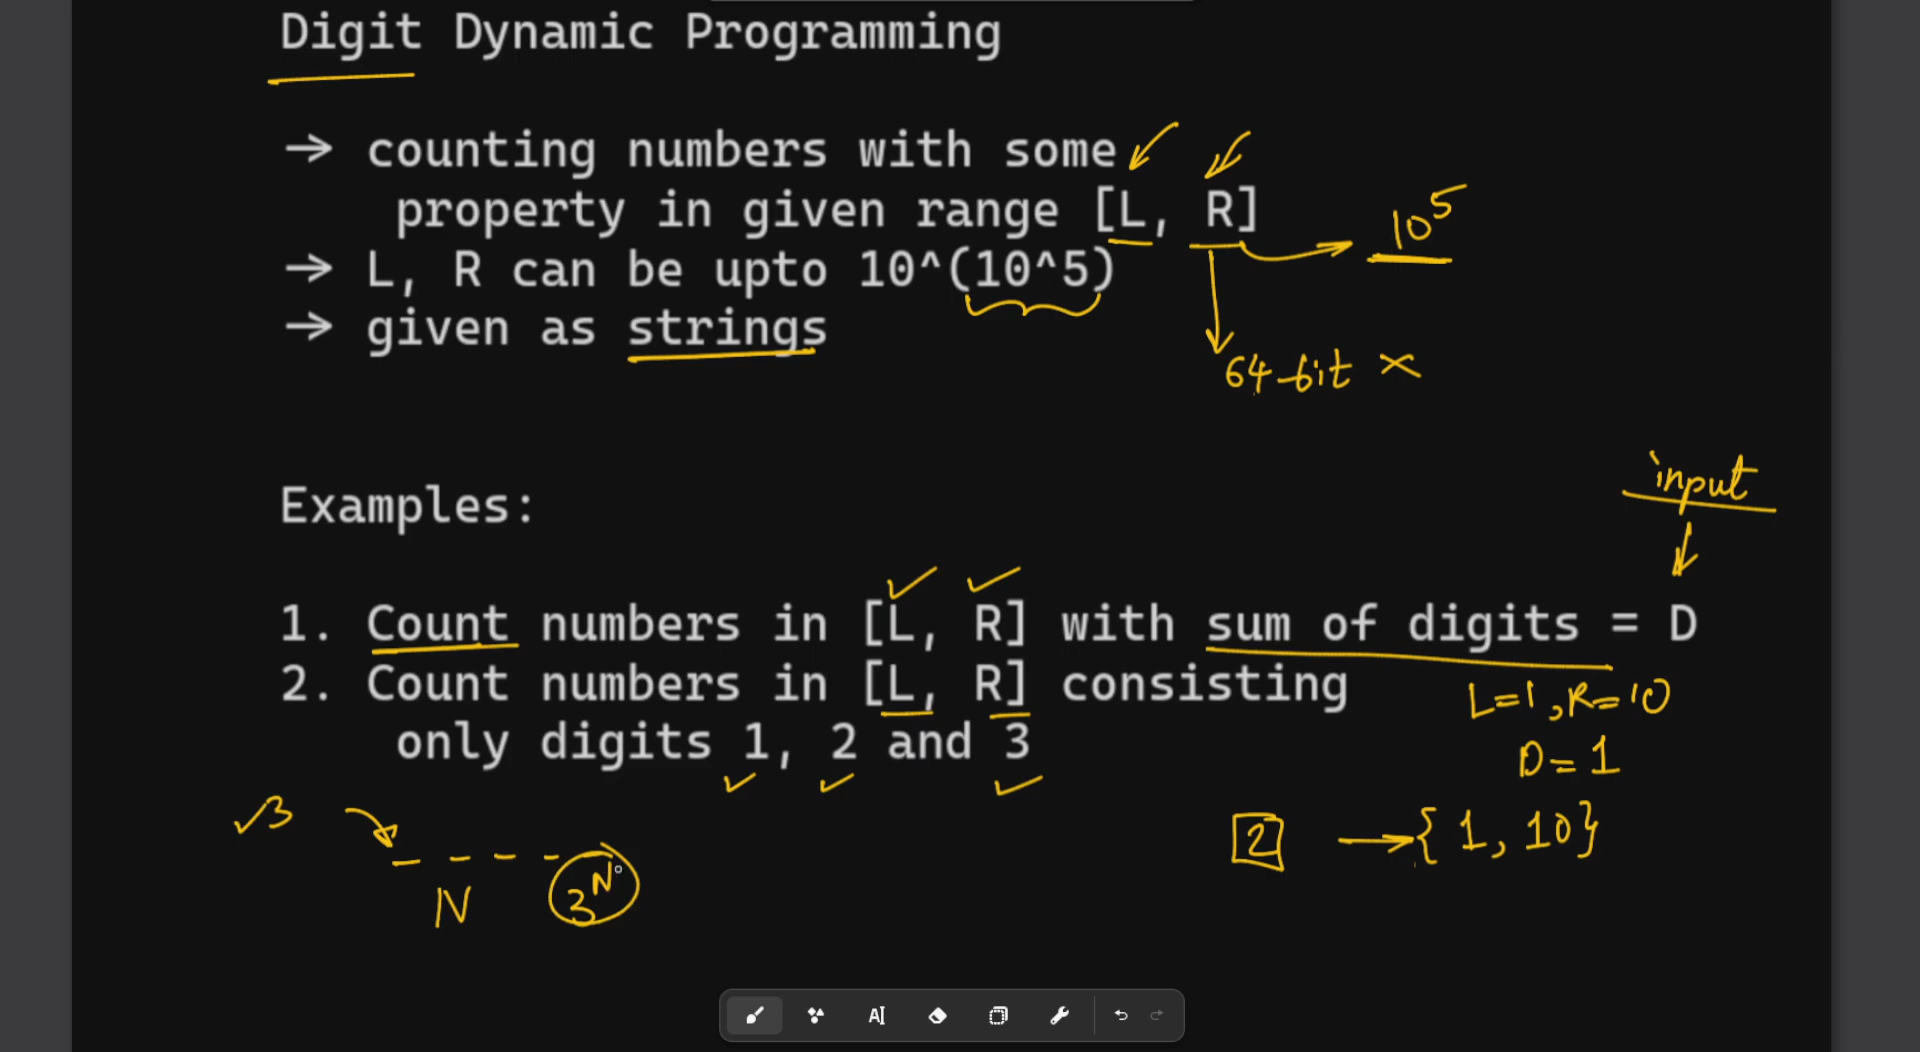 Digit Dynamic Programming
→ counting numbers with some
property in given range [L, R]
10^5
→ L, R can be upto 10^(10^5)
→ given as strings
64-bit ×
input
Examples:
1. Count numbers in [L, R] with sum of digits = D
2. Count numbers in [L, R] consisting
L=1, R=10
only digits 1, 2 and 3
D=1
✓3
2 → {1, 10}
N 3^N
AI